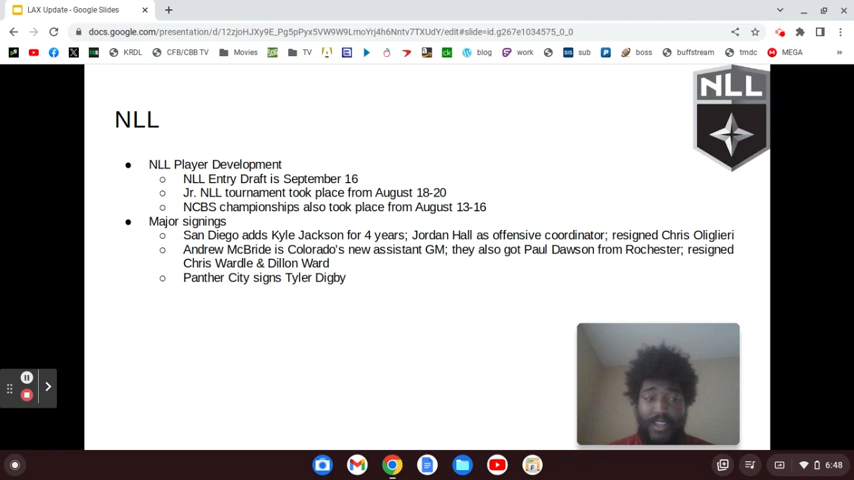 LAX Update - Google Slides
docs.google.com/presentation/d/12zjoHJXy9E_Pg5pPyx5VW9W9LmoYrj4h6Nntv7TXUdY/edit#slide=id.g267e1034575_0_0
KRDL CFB/CBB TV Movies TV blog work sub boss buffstream tmdc MEGA
NLL
NLL
● NLL Player Development
○ NLL Entry Draft is September 16
○ Jr. NLL tournament took place from August 18-20
○ NCBS championships also took place from August 13-16
● Major signings
○ San Diego adds Kyle Jackson for 4 years; Jordan Hall as offensive coordinator; resigned Chris Oliglieri
○ Andrew McBride is Colorado's new assistant GM; they also got Paul Dawson from Rochester; resigned
Chris Wardle & Dillon Ward
○ Panther City signs Tyler Digby
6:48